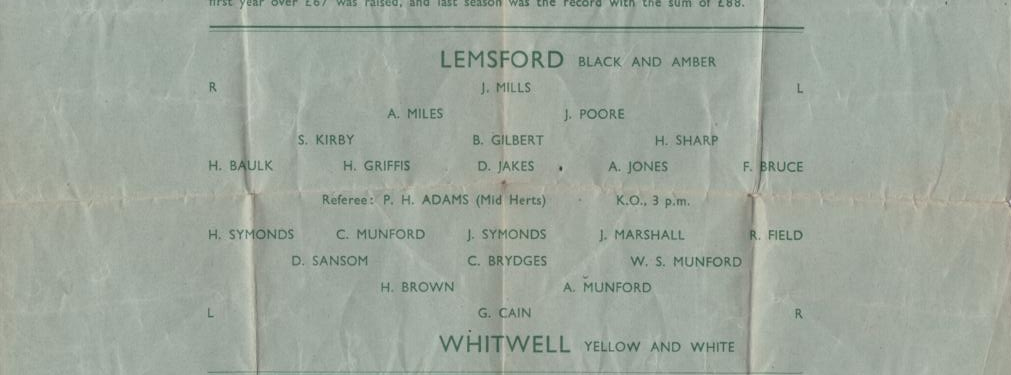 first year over £67 was raised, and last season was the record with the sum of £88.
LEMSFORD BLACK AND AMBER
R J. MILLS L
A. MILES J. POORE
S. KIRBY B. GILBERT H. SHARP
H. BAULK H. GRIFFIS D. JAKES A. JONES F. BRUCE
Referee: P. H. ADAMS (Mid Herts) K.O., 3 p.m.
H. SYMONDS C. MUNFORD J. SYMONDS J. MARSHALL R. FIELD
D. SANSOM C. BRYDGES W. S. MUNFORD
H. BROWN A. MUNFORD
L G. CAIN R
WHITWELL YELLOW AND WHITE